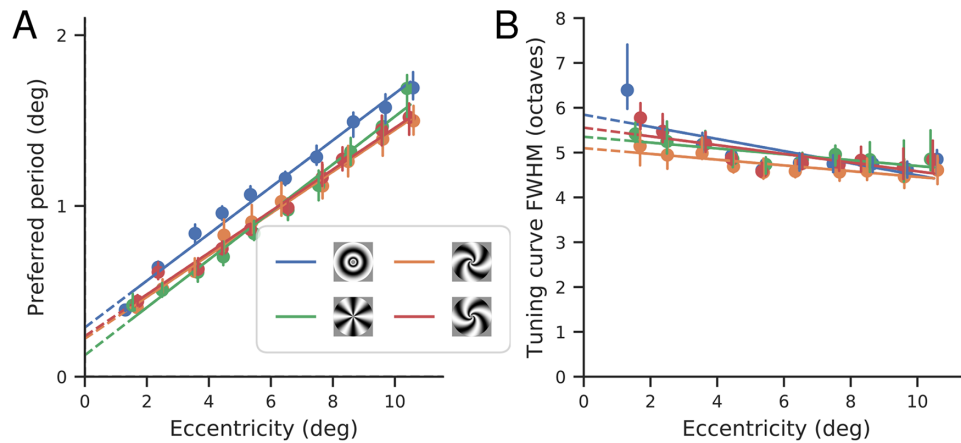 A
Preferred period (deg)
2
1
0
0 2 4 6 8 10
Eccentricity (deg)
B
Tuning curve FWHM (octaves)
8
7
6
5
4
3
2
1
0
0 2 4 6 8 10
Eccentricity (deg)